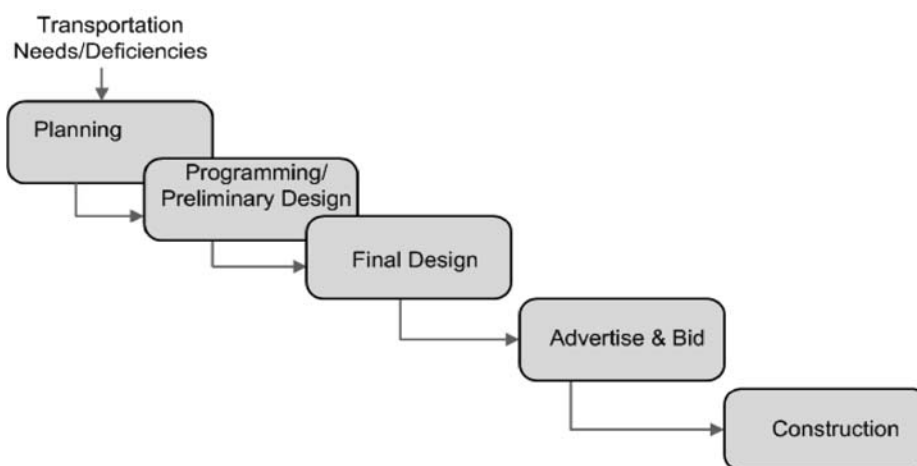 Transportation
Needs/Deficiencies
Planning
Programming/
Preliminary Design
Final Design
Advertise & Bid
Construction